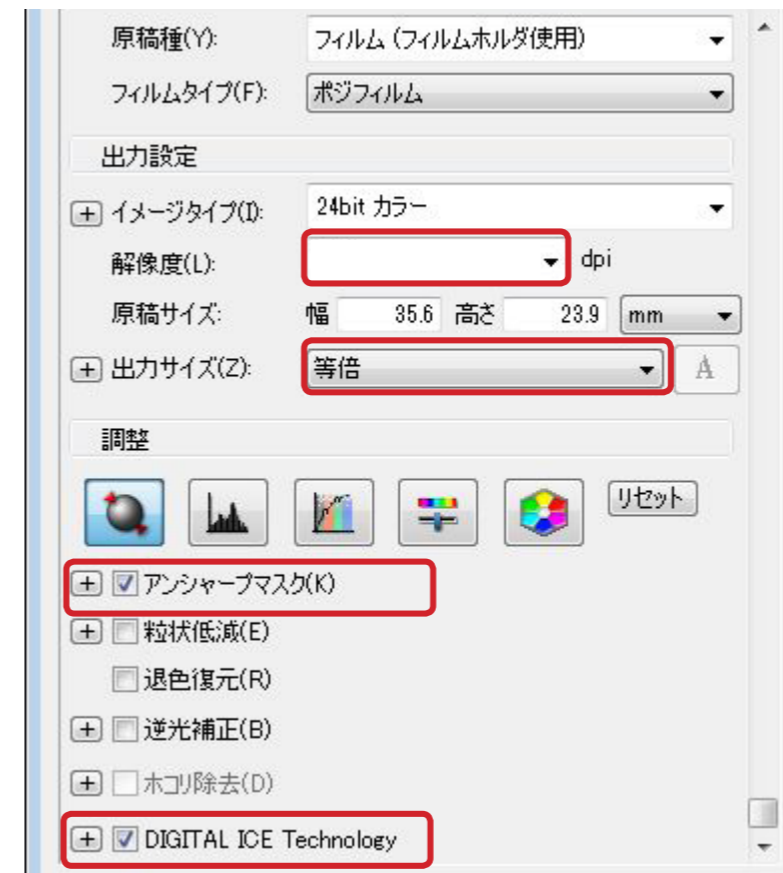 原稿種(Y): フィルム (フィルムホルダ使用)
フィルムタイプ(F): ポジフィルム
出力設定
イメージタイプ(I): 24bit カラー
解像度(L): dpi
原稿サイズ: 幅 35.6 高さ 23.9 mm
出力サイズ(Z): 等倍 A
調整
リセット
アンシャープマスク(K)
粒状低減(E)
退色復元(R)
逆光補正(B)
ホコリ除去(D)
DIGITAL ICE Technology